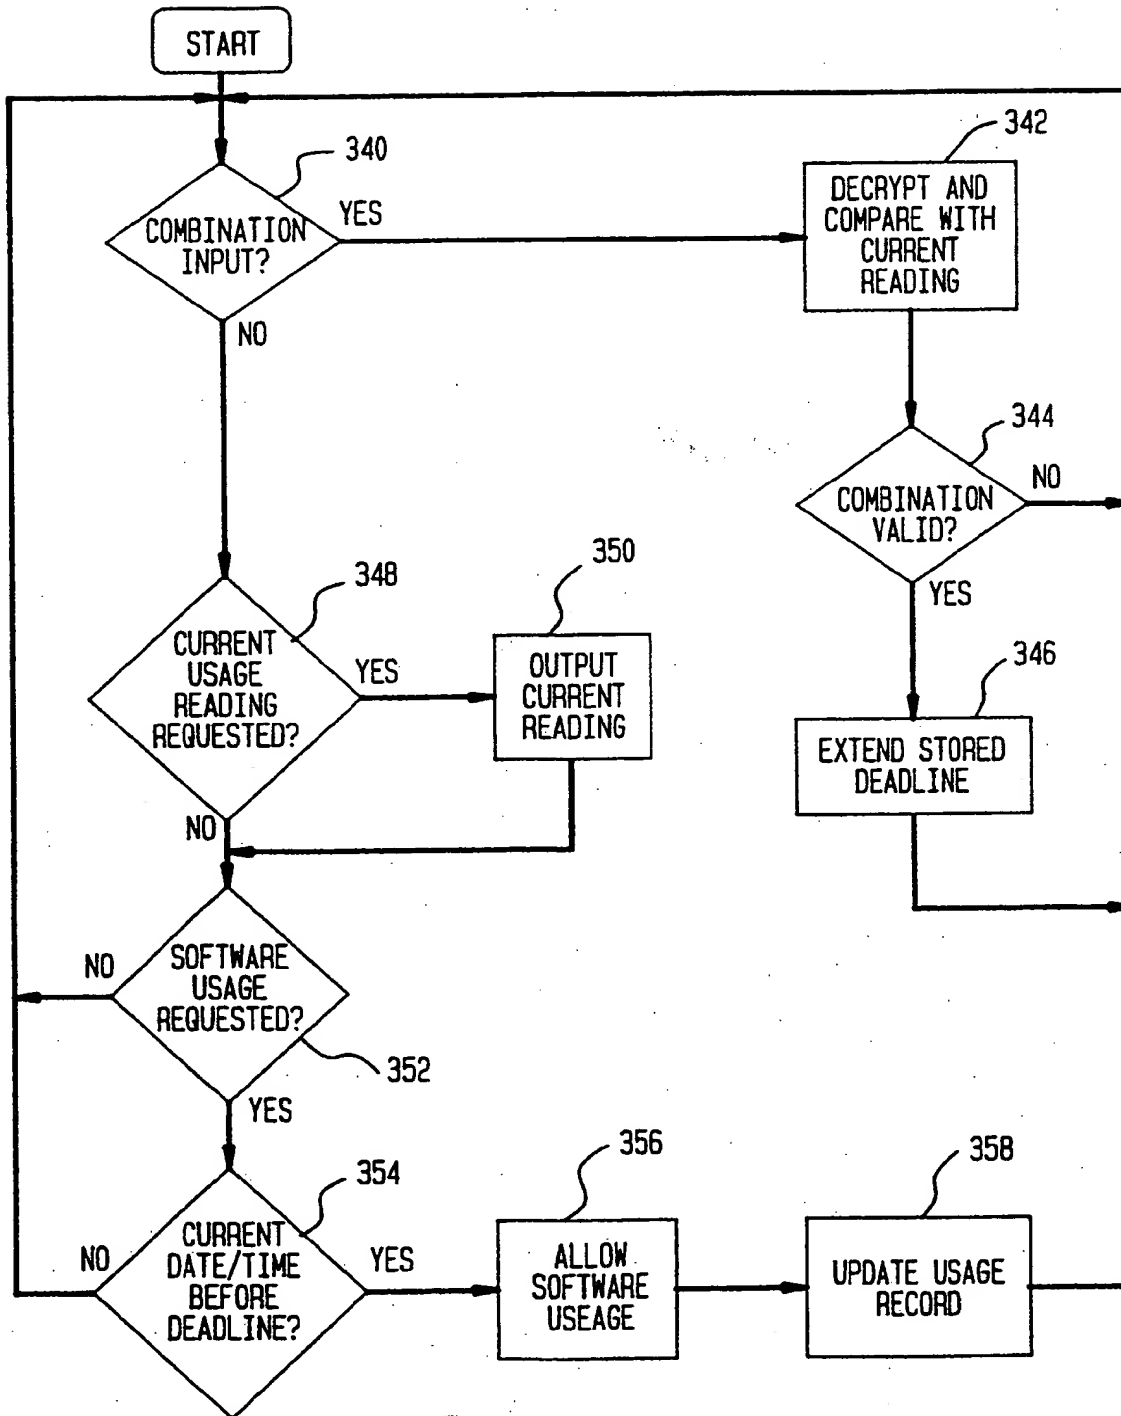 START
340
COMBINATION
INPUT?
YES
NO
342
DECRYPT AND
COMPARE WITH
CURRENT
READING
344
COMBINATION
VALID?
NO
YES
346
EXTEND STORED
DEADLINE
348
CURRENT
USAGE
READING
REQUESTED?
YES
NO
350
OUTPUT
CURRENT
READING
SOFTWARE
USAGE
REQUESTED?
NO
352
YES
354
CURRENT
DATE/TIME
BEFORE
DEADLINE?
NO
YES
356
ALLOW
SOFTWARE
USEAGE
358
UPDATE USAGE
RECORD